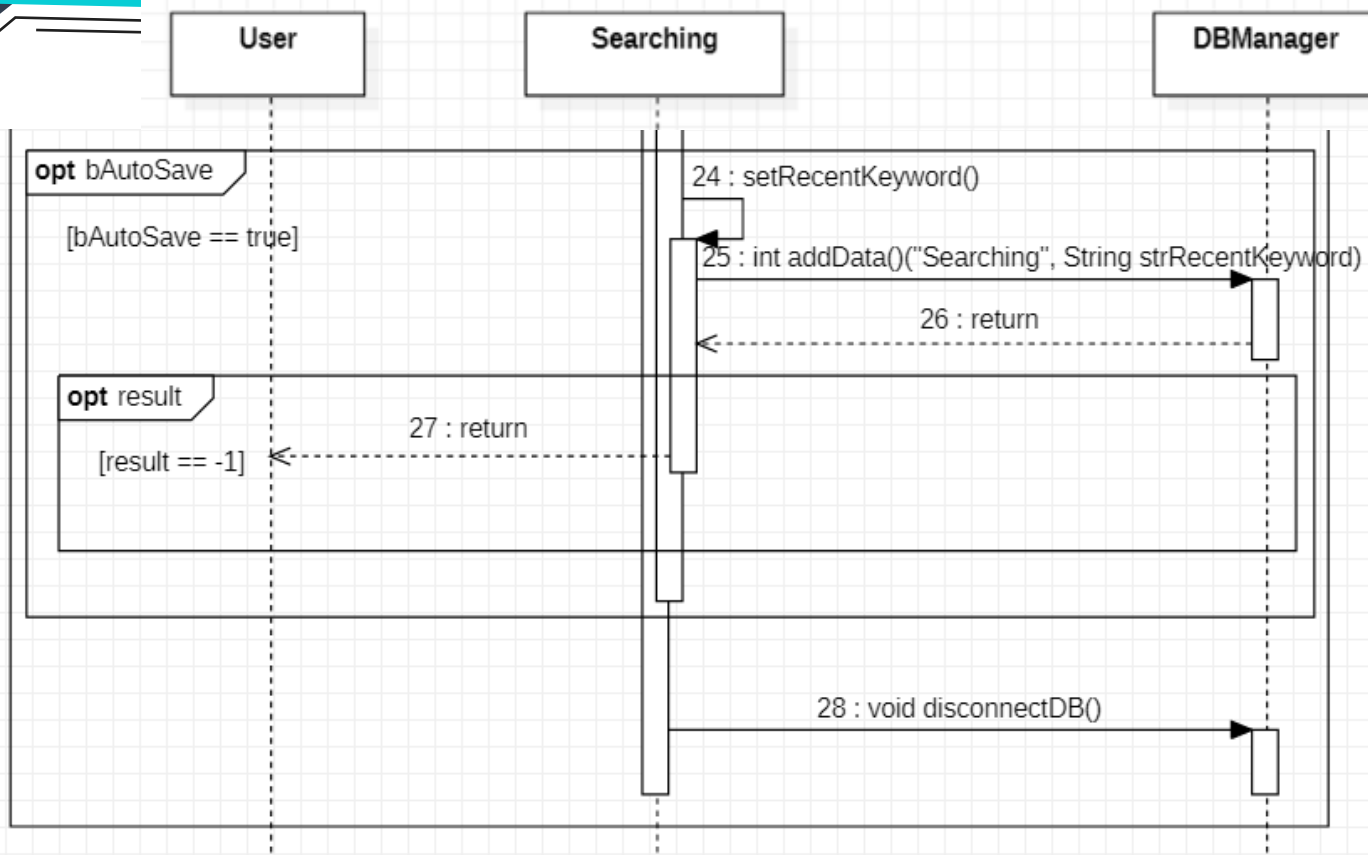 User
Searching
DBManager
opt bAutoSave
24 : setRecentKeyword()
[bAutoSave == true]
25 : int addData()("Searching", String strRecentKeyword)
26 : return
opt result
27 : return
[result == -1]
28 : void disconnectDB()